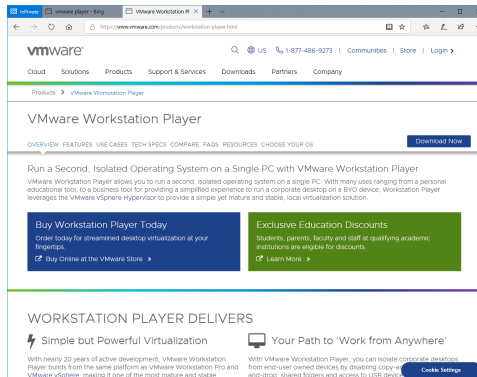 InPrivate
vmware player - Bing
VMware Workstation Pl
https://www.vmware.com/products/workstation-player.html
vmware
US 1-877-486-9273 | Communities | Store | Login
Cloud Solutions Products Support & Services Downloads Partners Company
Products > VMware Workstation Player
VMware Workstation Player
OVERVIEW FEATURES USE CASES TECH SPECS COMPARE FAQS RESOURCES CHOOSE YOUR OS
Download Now
Run a Second, Isolated Operating System on a Single PC with VMware Workstation Player
VMware Workstation Player allows you to run a second, isolated operating system on a single PC. With many uses ranging from a personal
educational tool, to a business tool for providing a simplified experience to run a corporate desktop on a BYO device, Workstation Player
leverages the VMware vSphere Hypervisor to provide a simple yet mature and stable, local virtualization solution.
Buy Workstation Player Today
Order today for streamlined desktop virtualization at your
fingertips.
Buy Online at the VMware Store »
Exclusive Education Discounts
Students, parents, faculty and staff at qualifying academic
institutions are eligible for discounts.
Learn More »
WORKSTATION PLAYER DELIVERS
Simple but Powerful Virtualization
With nearly 20 years of active development, VMware Workstation
Player builds from the same platform as VMware Workstation Pro and
VMware vSphere, making it one of the most mature and stable
Your Path to 'Work from Anywhere'
With VMware Workstation Player, you can isolate corporate desktops
from end-user owned devices by disabling copy-a
and-drop, shared folders and access to USB device
Cookie Settings